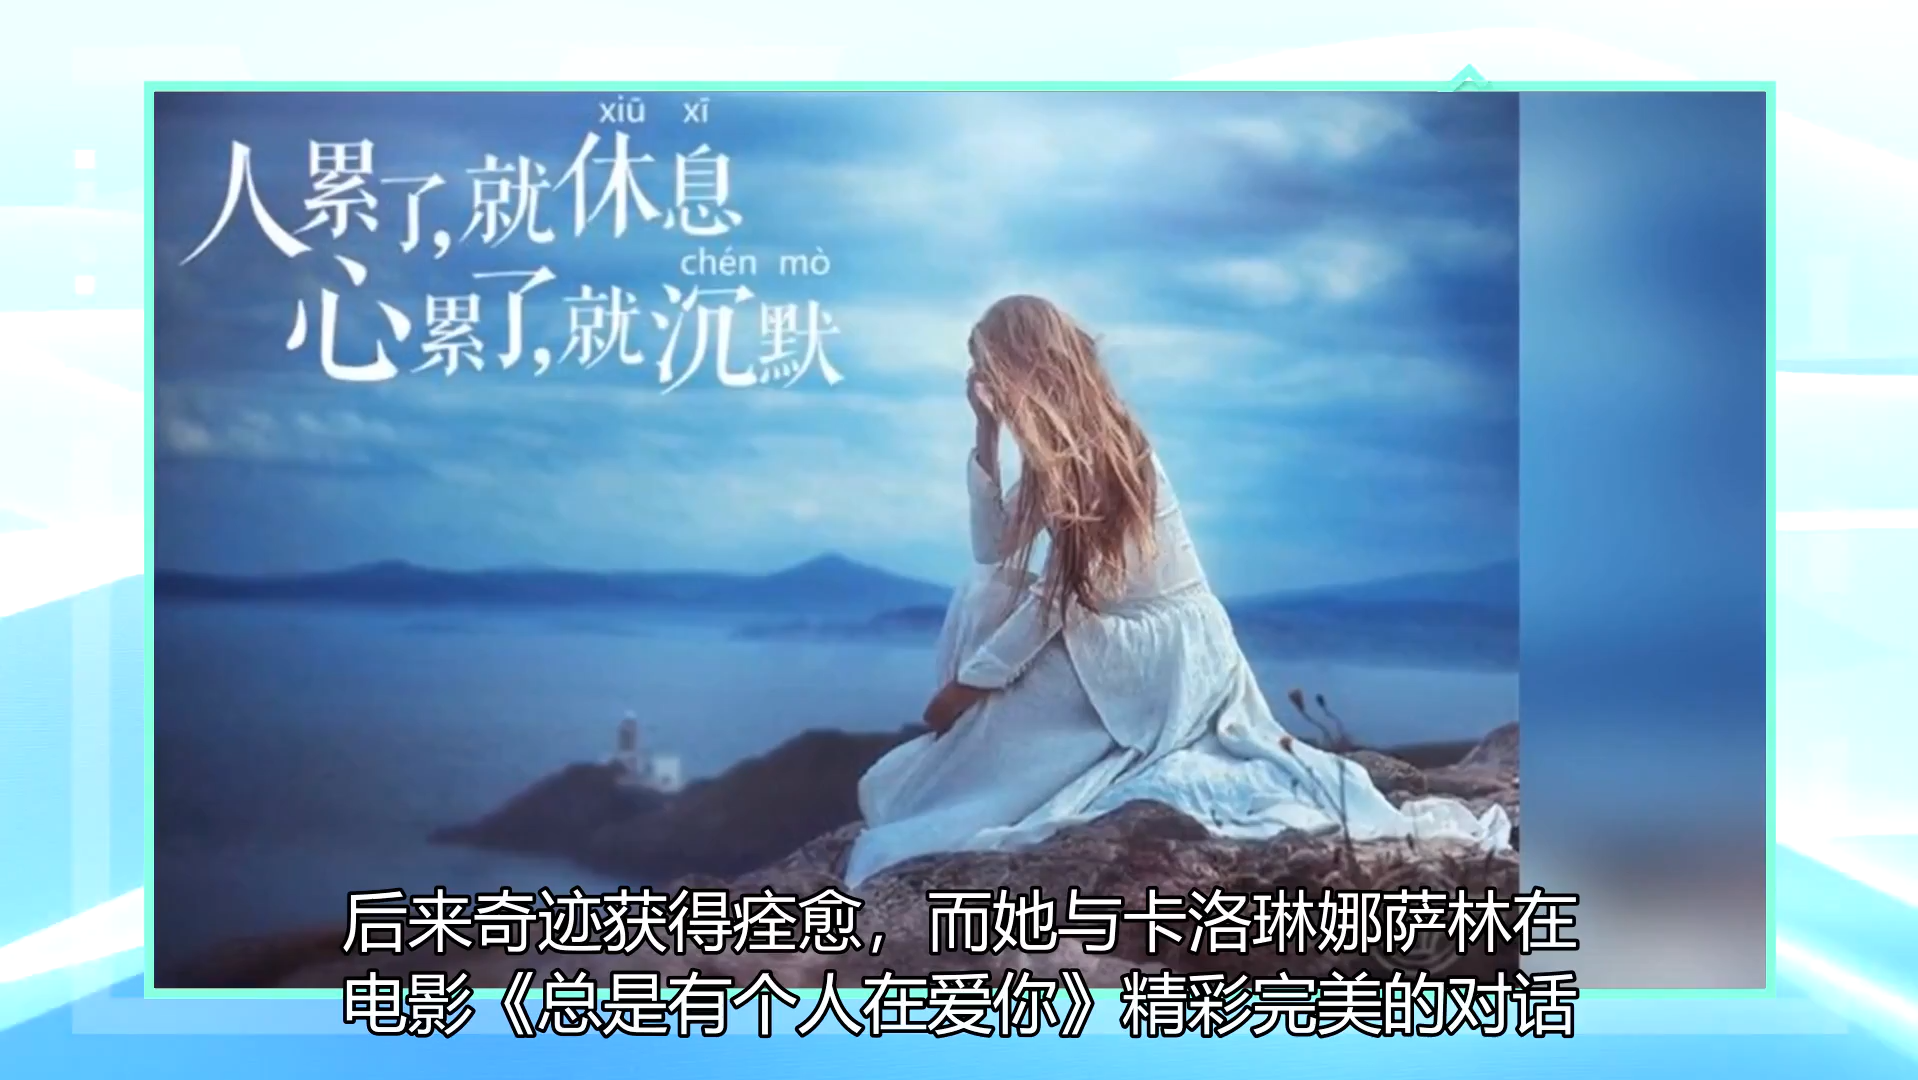 xiū xī
人累了,就休息
chén mò
心累了,就沉默
后来奇迹获得痊愈，而她与卡洛琳娜萨林在
电影《总是有个人在爱你》精彩完美的对话